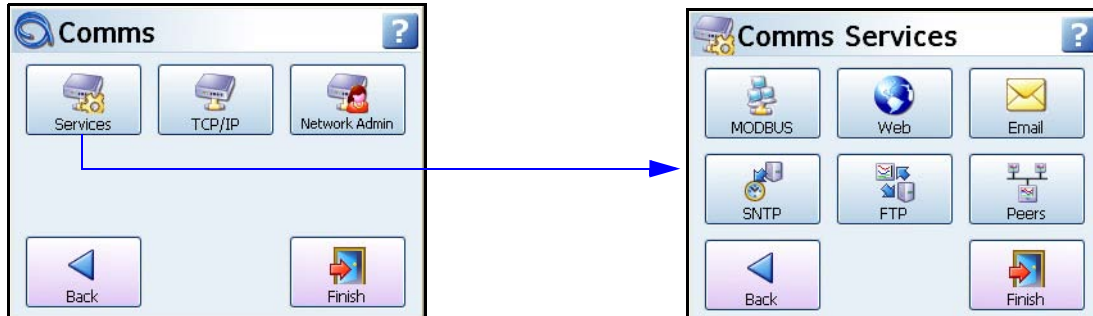 Comms
?
Services
TCP/IP
Network Admin
Back
Finish
Comms Services
?
MODBUS
Web
Email
SNTP
FTP
Peers
Back
Finish